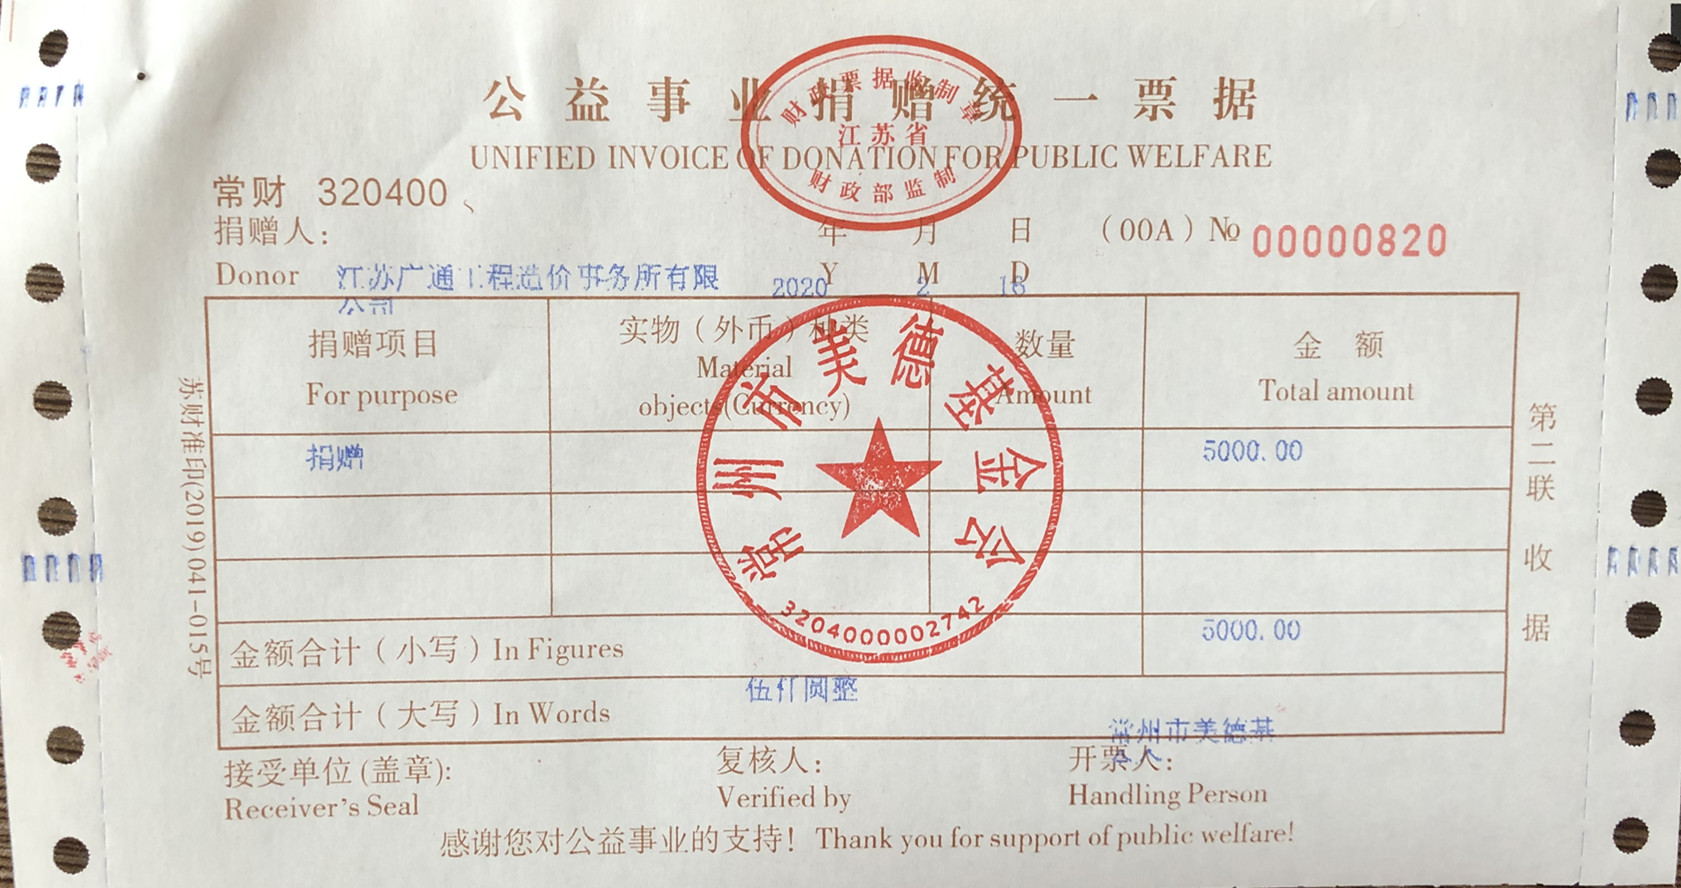 公益事业捐赠统一票据
UNIFIED INVOICE OF DONATION FOR PUBLIC WELFARE
财政票据监制章
江苏省
财政部监制
常财 320400
捐赠人: 年 月 日 (00A) № 00000820
Donor 江苏广通工程造价事务所有限 Y M D
公司 2020 2 18
捐赠项目 实物(外币)种类 数量 金 额
For purpose Material objects(Currency) Amount Total amount
捐赠 5000.00
常州市美德基金会
3204000002742
金额合计(小写)In Figures 5000.00
金额合计(大写)In Words 伍仟圆整
常州市美德基
接受单位(盖章): 复核人: 开票人:
Receiver's Seal Verified by Handling Person
感谢您对公益事业的支持! Thank you for support of public welfare!
苏财准印(2019)041-015号
第二联 收 据